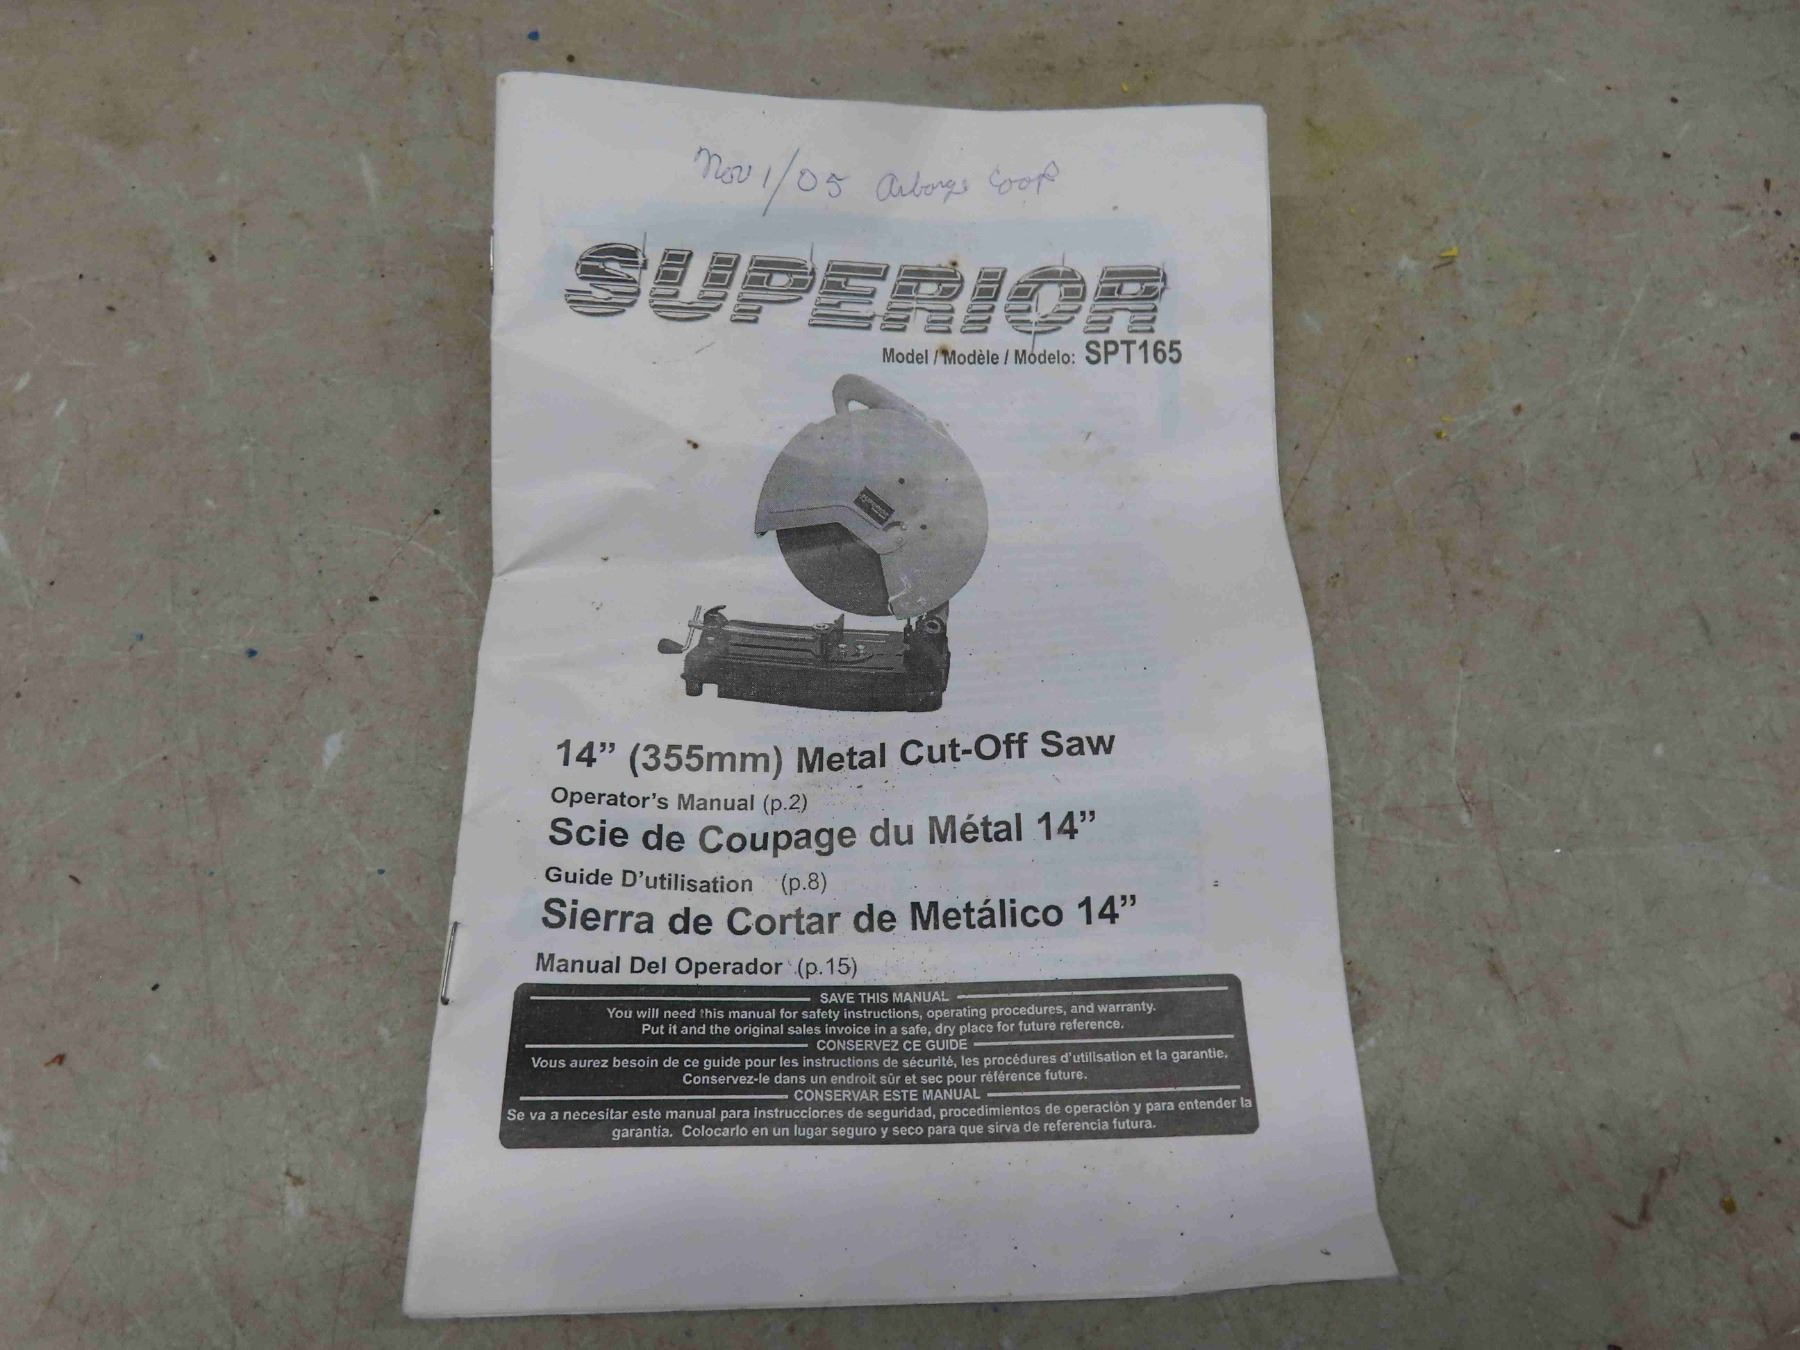 Nov 1/05 Arborge Coop
SUPERIOR
Model / Modèle / Modelo: SPT165
14” (355mm) Metal Cut-Off Saw
Operator’s Manual (p.2)
Scie de Coupage du Métal 14”
Guide D’utilisation (p.8)
Sierra de Cortar de Metálico 14”
Manual Del Operador (p.15)
SAVE THIS MANUAL
You will need this manual for safety instructions, operating procedures, and warranty.
Put it and the original sales invoice in a safe, dry place for future reference.
CONSERVEZ CE GUIDE
Vous aurez besoin de ce guide pour les instructions de sécurité, les procédures d’utilisation et la garantie.
Conservez-le dans un endroit sûr et sec pour référence future.
CONSERVAR ESTE MANUAL
Se va a necesitar este manual para instrucciones de seguridad, procedimientos de operación y para entender la
garantía. Colocarlo en un lugar seguro y seco para que sirva de referencia futura.